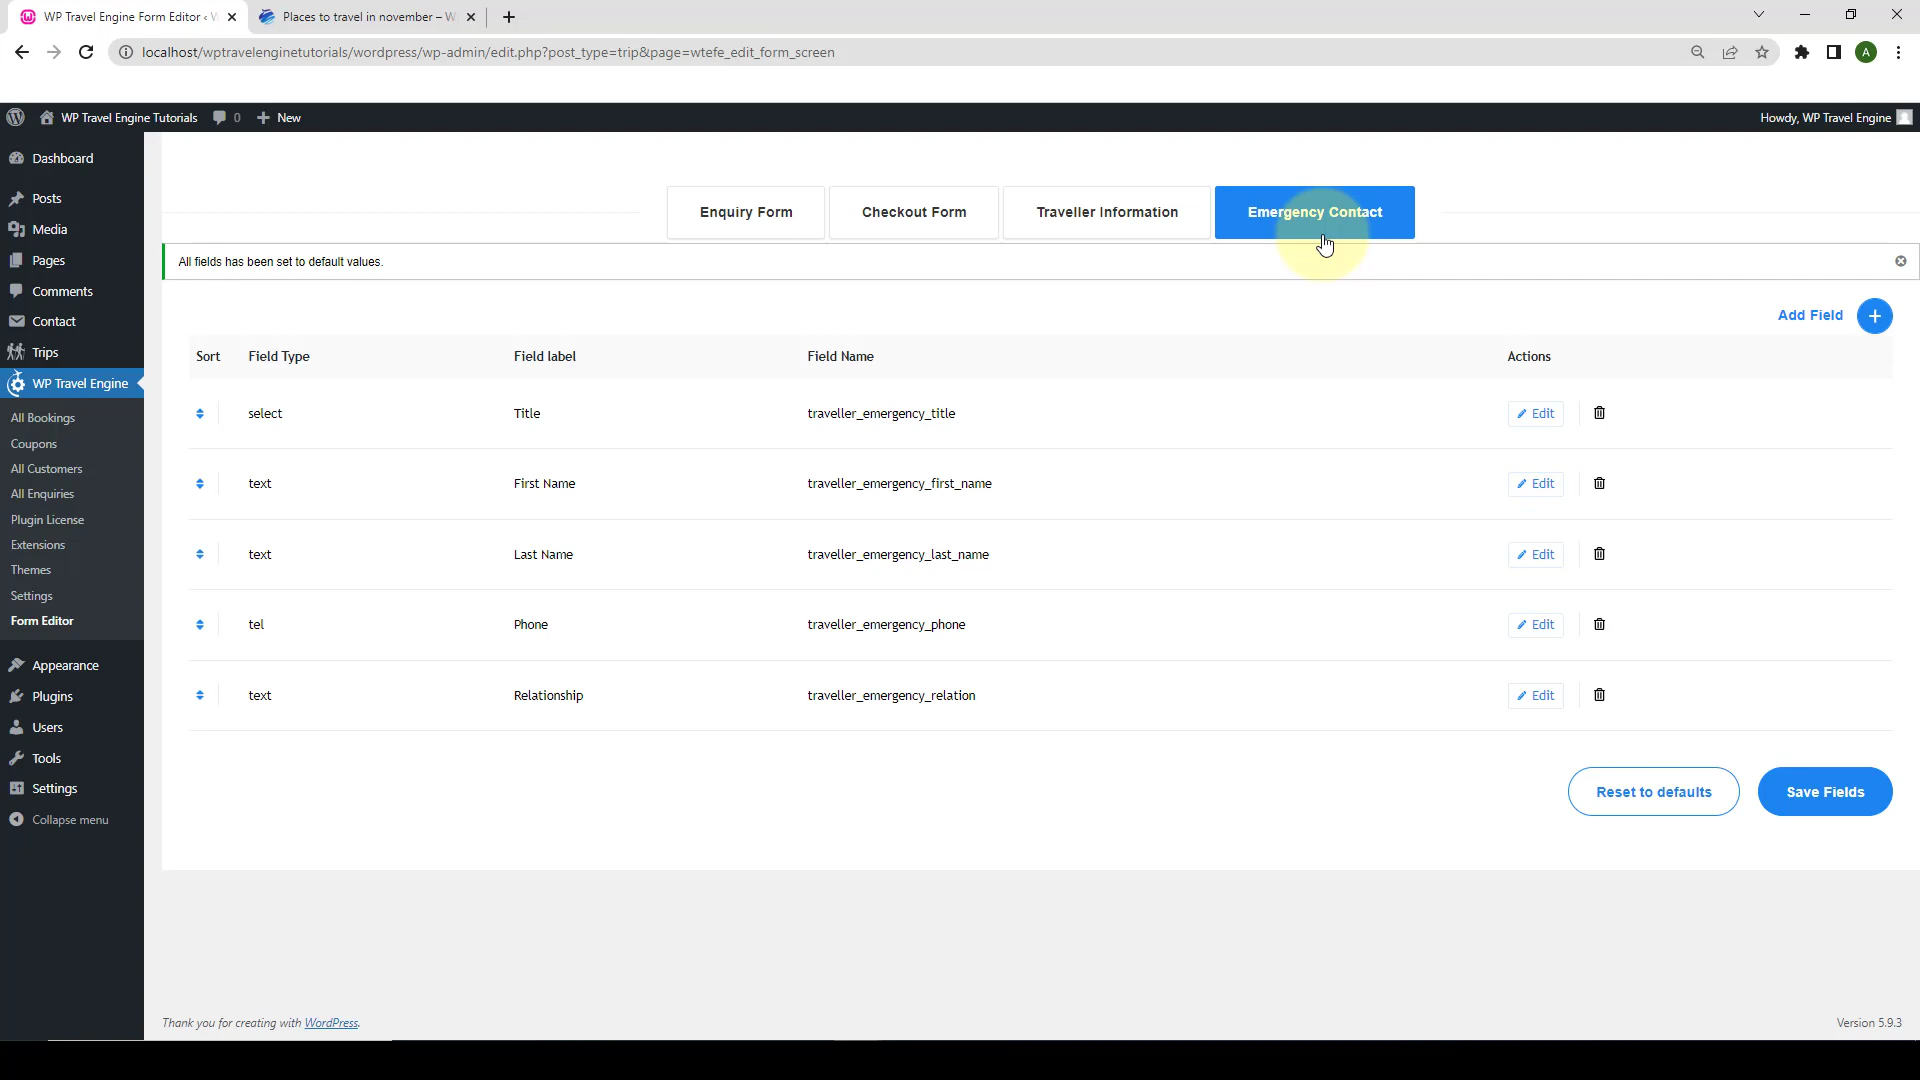 WP Travel Engine Form Editor ‹ W
Places to travel in november – W
localhost/wptravelenginetutorials/wordpress/wp-admin/edit.php?post_type=trip&page=wtefe_edit_form_screen
A
WP Travel Engine Tutorials
0
New
Howdy, WP Travel Engine
Dashboard
Posts
Media
Pages
Comments
Contact
Trips
WP Travel Engine
All Bookings
Coupons
All Customers
All Enquiries
Plugin License
Extensions
Themes
Settings
Form Editor
Appearance
Plugins
Users
Tools
Settings
Collapse menu
Enquiry Form
Checkout Form
Traveller Information
Emergency Contact
All fields has been set to default values.
Add Field +
Sort Field Type Field label Field Name Actions
select Title traveller_emergency_title Edit
text First Name traveller_emergency_first_name Edit
text Last Name traveller_emergency_last_name Edit
tel Phone traveller_emergency_phone Edit
text Relationship traveller_emergency_relation Edit
Reset to defaults
Save Fields
Thank you for creating with WordPress.
Version 5.9.3